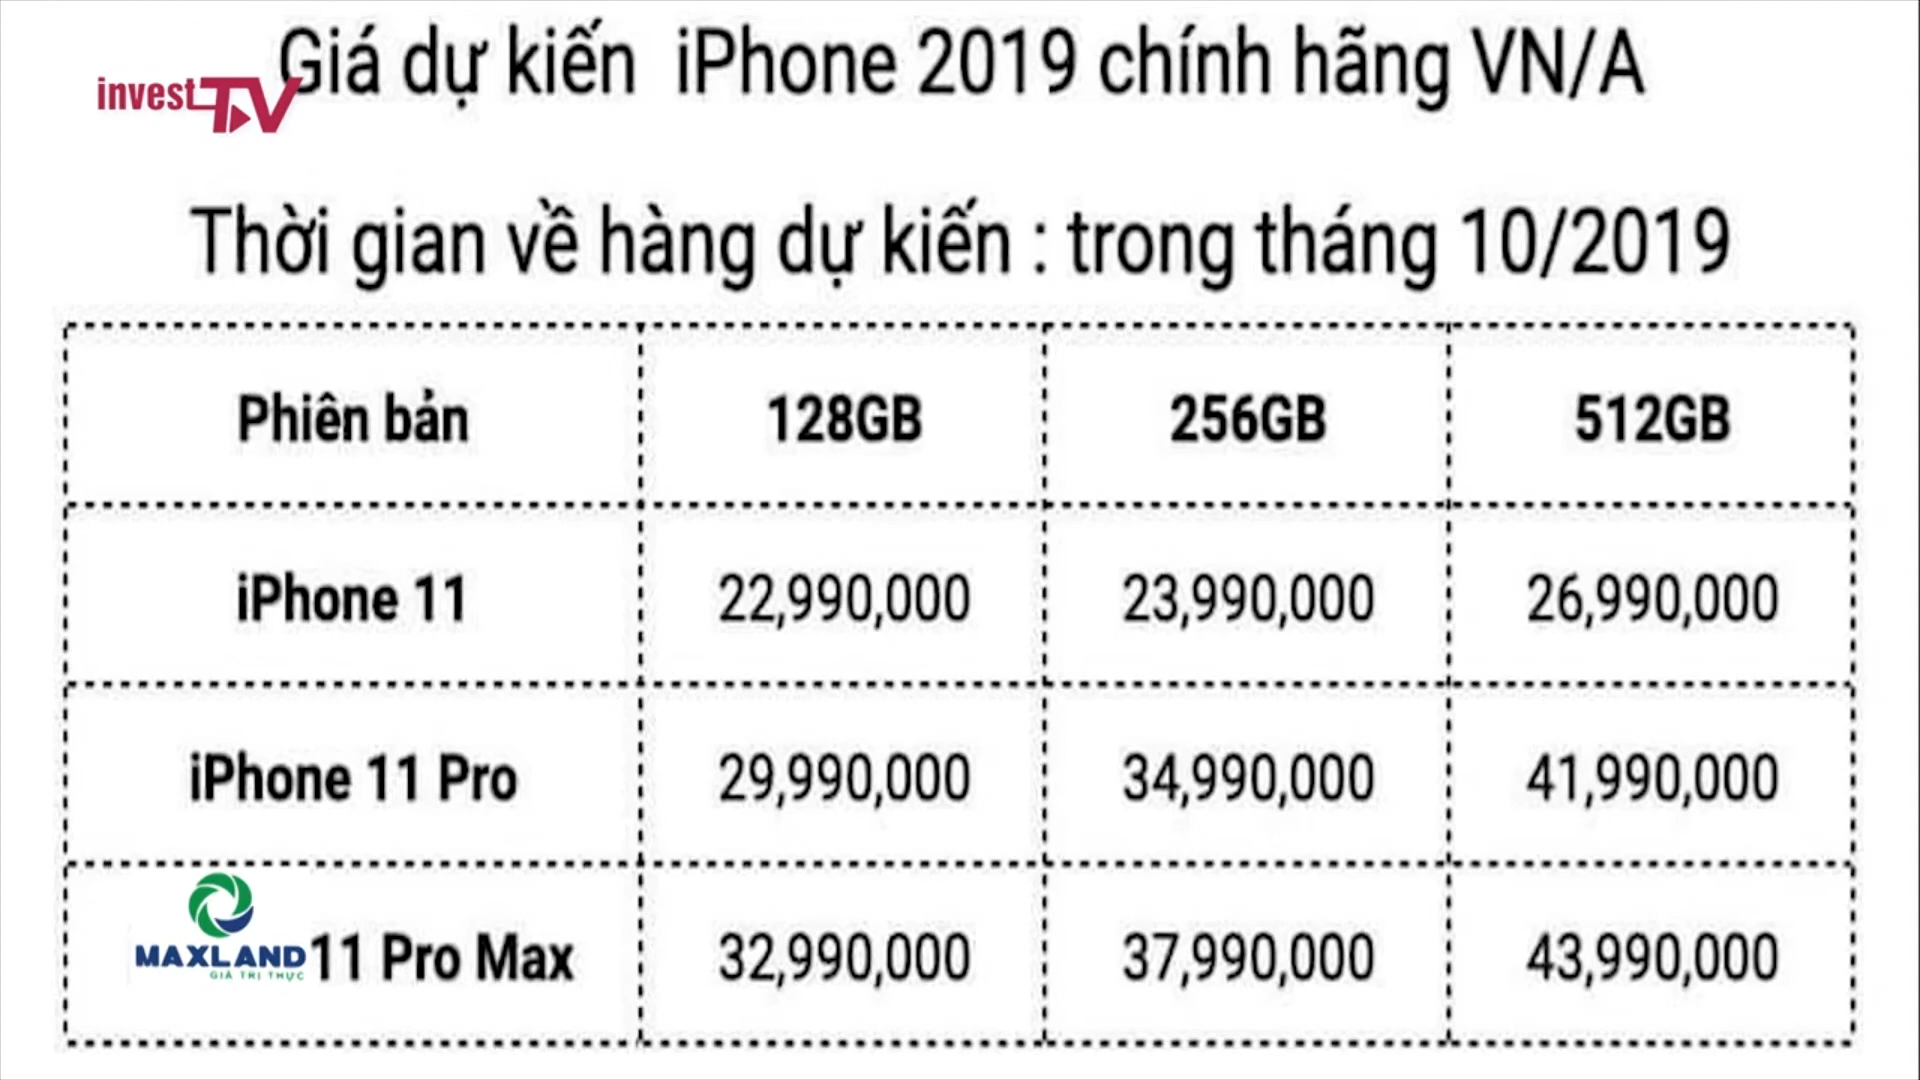 Giá dự kiến iPhone 2019 chính hãng VN/A
invest TV
Thời gian về hàng dự kiến : trong tháng 10/2019
Phiên bản 128GB 256GB 512GB
iPhone 11 22,990,000 23,990,000 26,990,000
iPhone 11 Pro 29,990,000 34,990,000 41,990,000
11 Pro Max 32,990,000 37,990,000 43,990,000
MAXLAND
GIÁ TRỊ THỰC